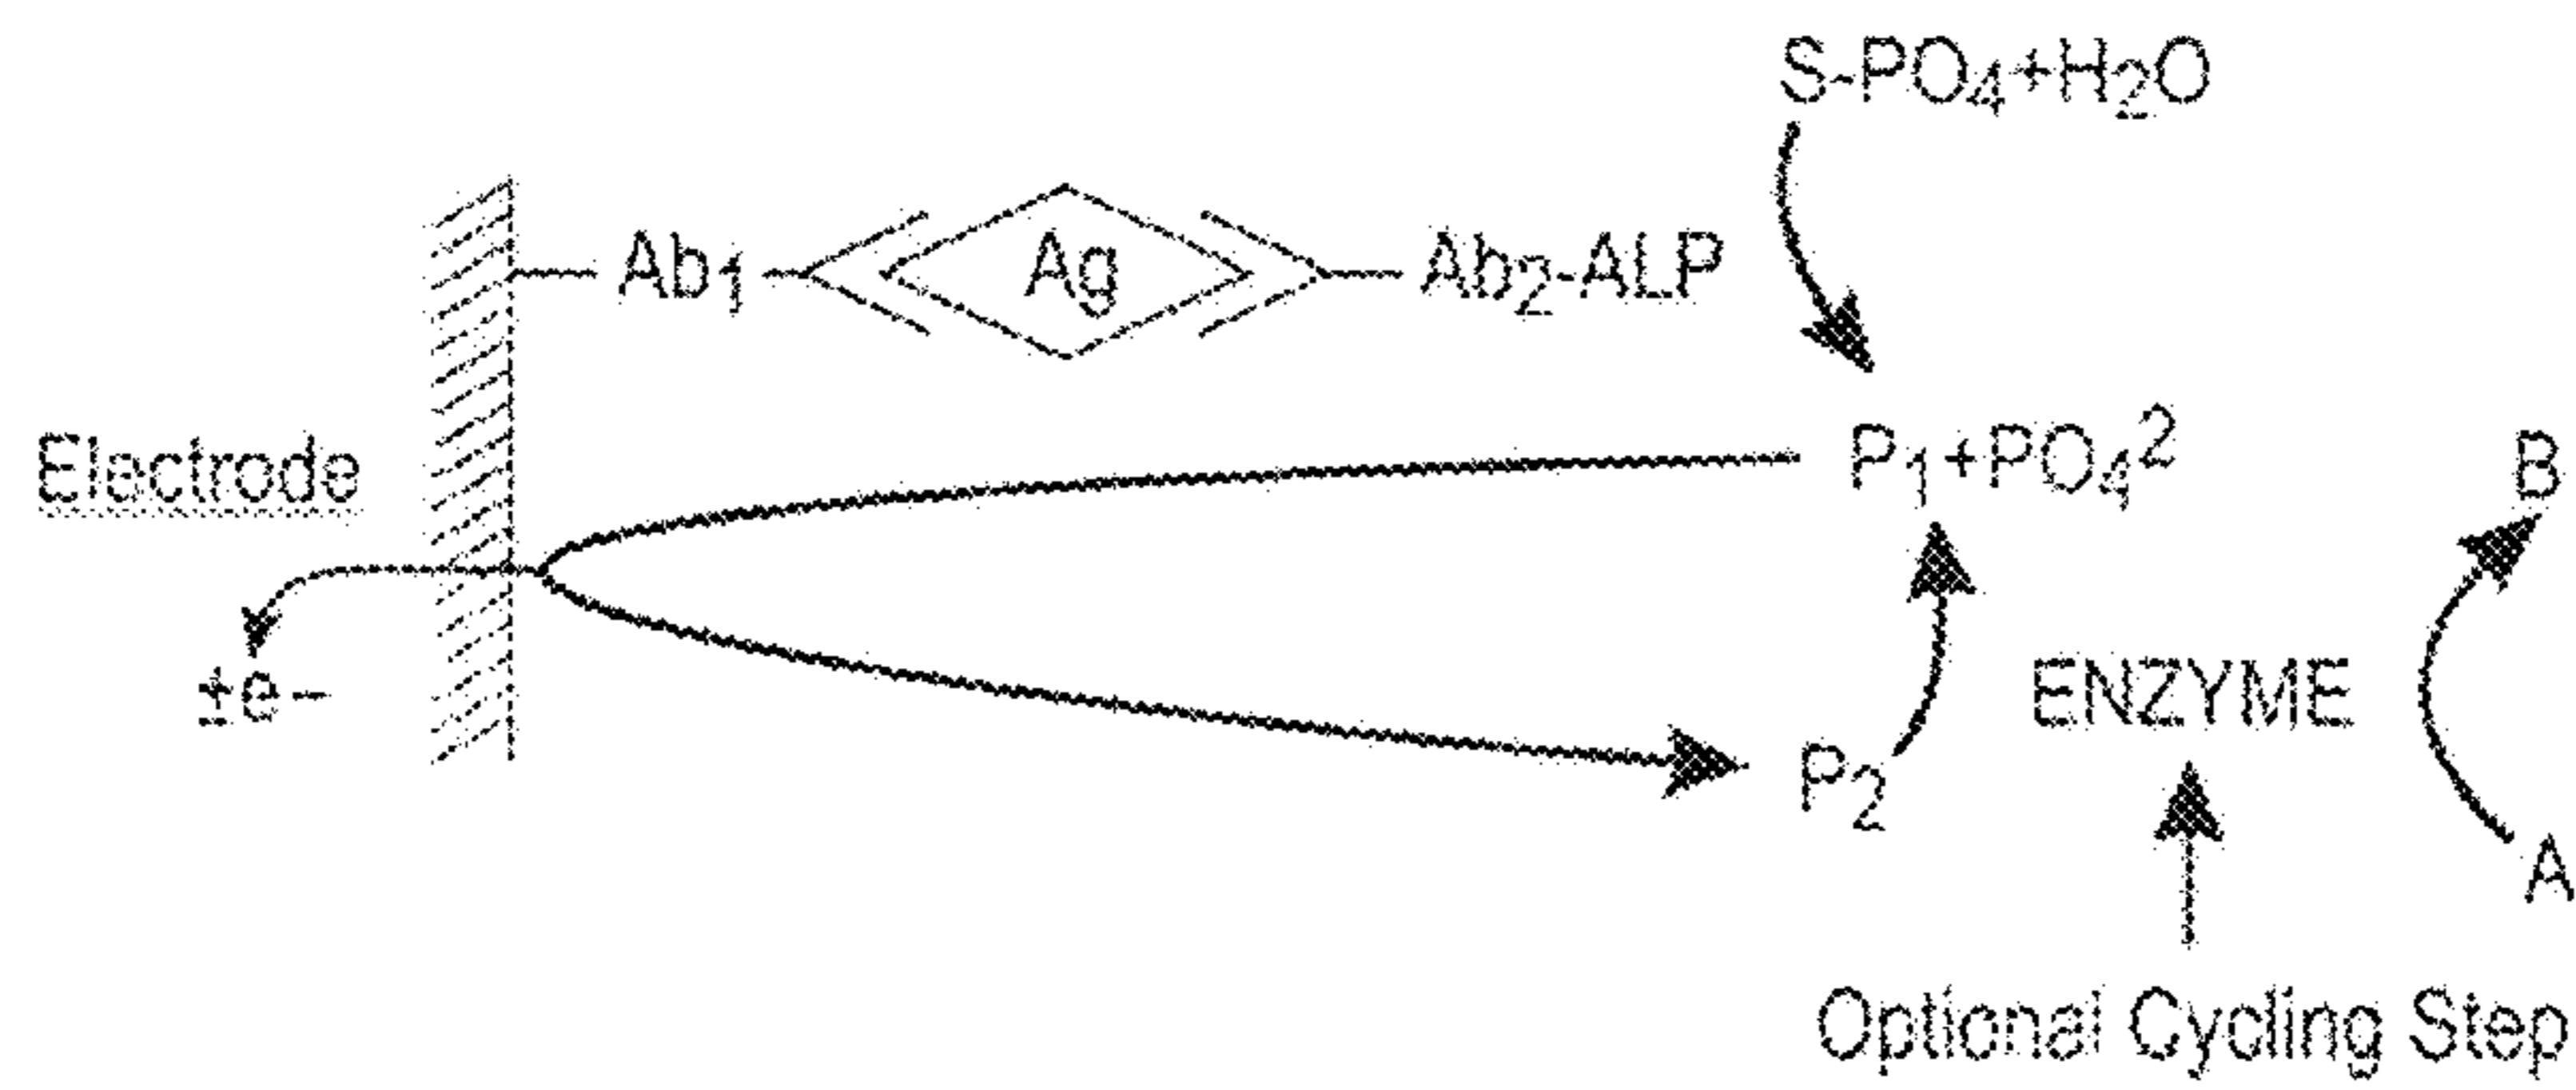 S-PO₄+H₂O
Ab₁ Ag Ab₂-ALP
Electrode P₁+PO₄² B
±e− ENZYME
P₂
A
Optional Cycling Step